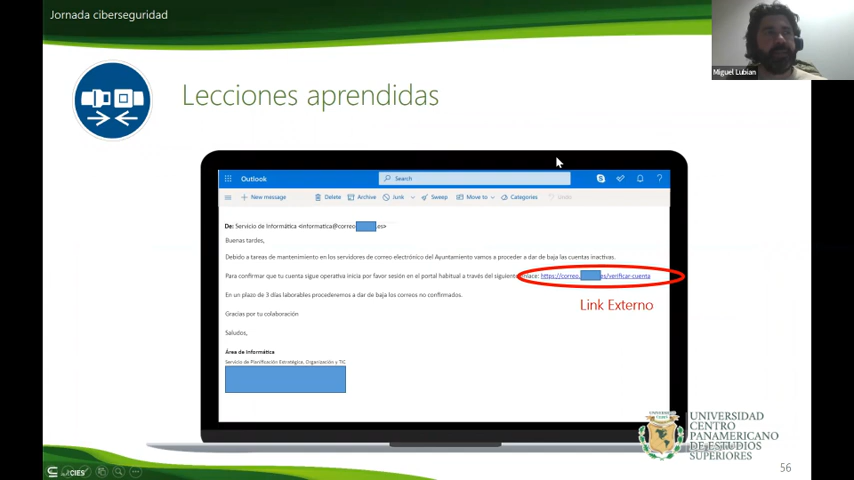 Jornada ciberseguridad
Miguel Lubian
Lecciones aprendidas
Outlook
Search
New message
Delete
Archive
Junk
Sweep
Move to
Categories
Undo
De: Servicio de Informática <informatica@correo .es>
Buenas tardes,
Debido a tareas de mantenimiento en los servidores de correo electrónico del Ayuntamiento vamos a proceder a dar de baja las cuentas inactivas.
Para confirmar que tu cuenta sigue operativa inicia por favor sesión en el portal habitual a través del siguiente enlace: https://correo. es/verificar-cuenta
En un plazo de 3 días laborables procederemos a dar de baja los correos no confirmados.
Link Externo
Gracias por tu colaboración
Saludos,
Área de Informática
Servicio de Planificación Estratégica, Organización y TIC
UNIVERSIDAD
CENTRO
PANAMERICANO
DE ESTUDIOS
SUPERIORES
56